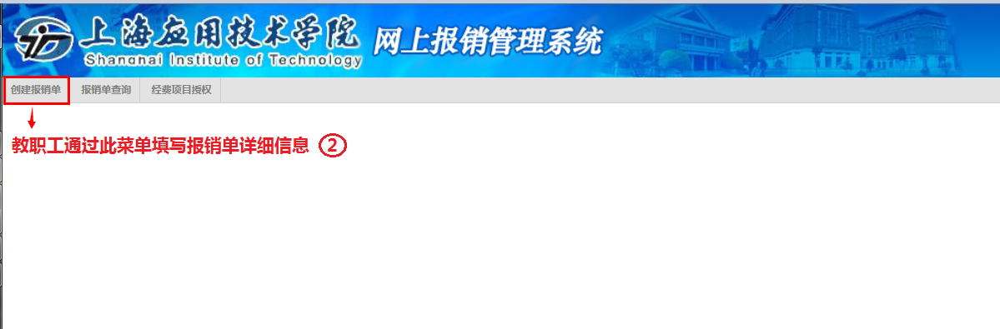 上海应用技术学院
Shanghai Institute of Technology
网上报销管理系统
创建报销单 报销单查询 经费项目授权
教职工通过此菜单填写报销单详细信息 2